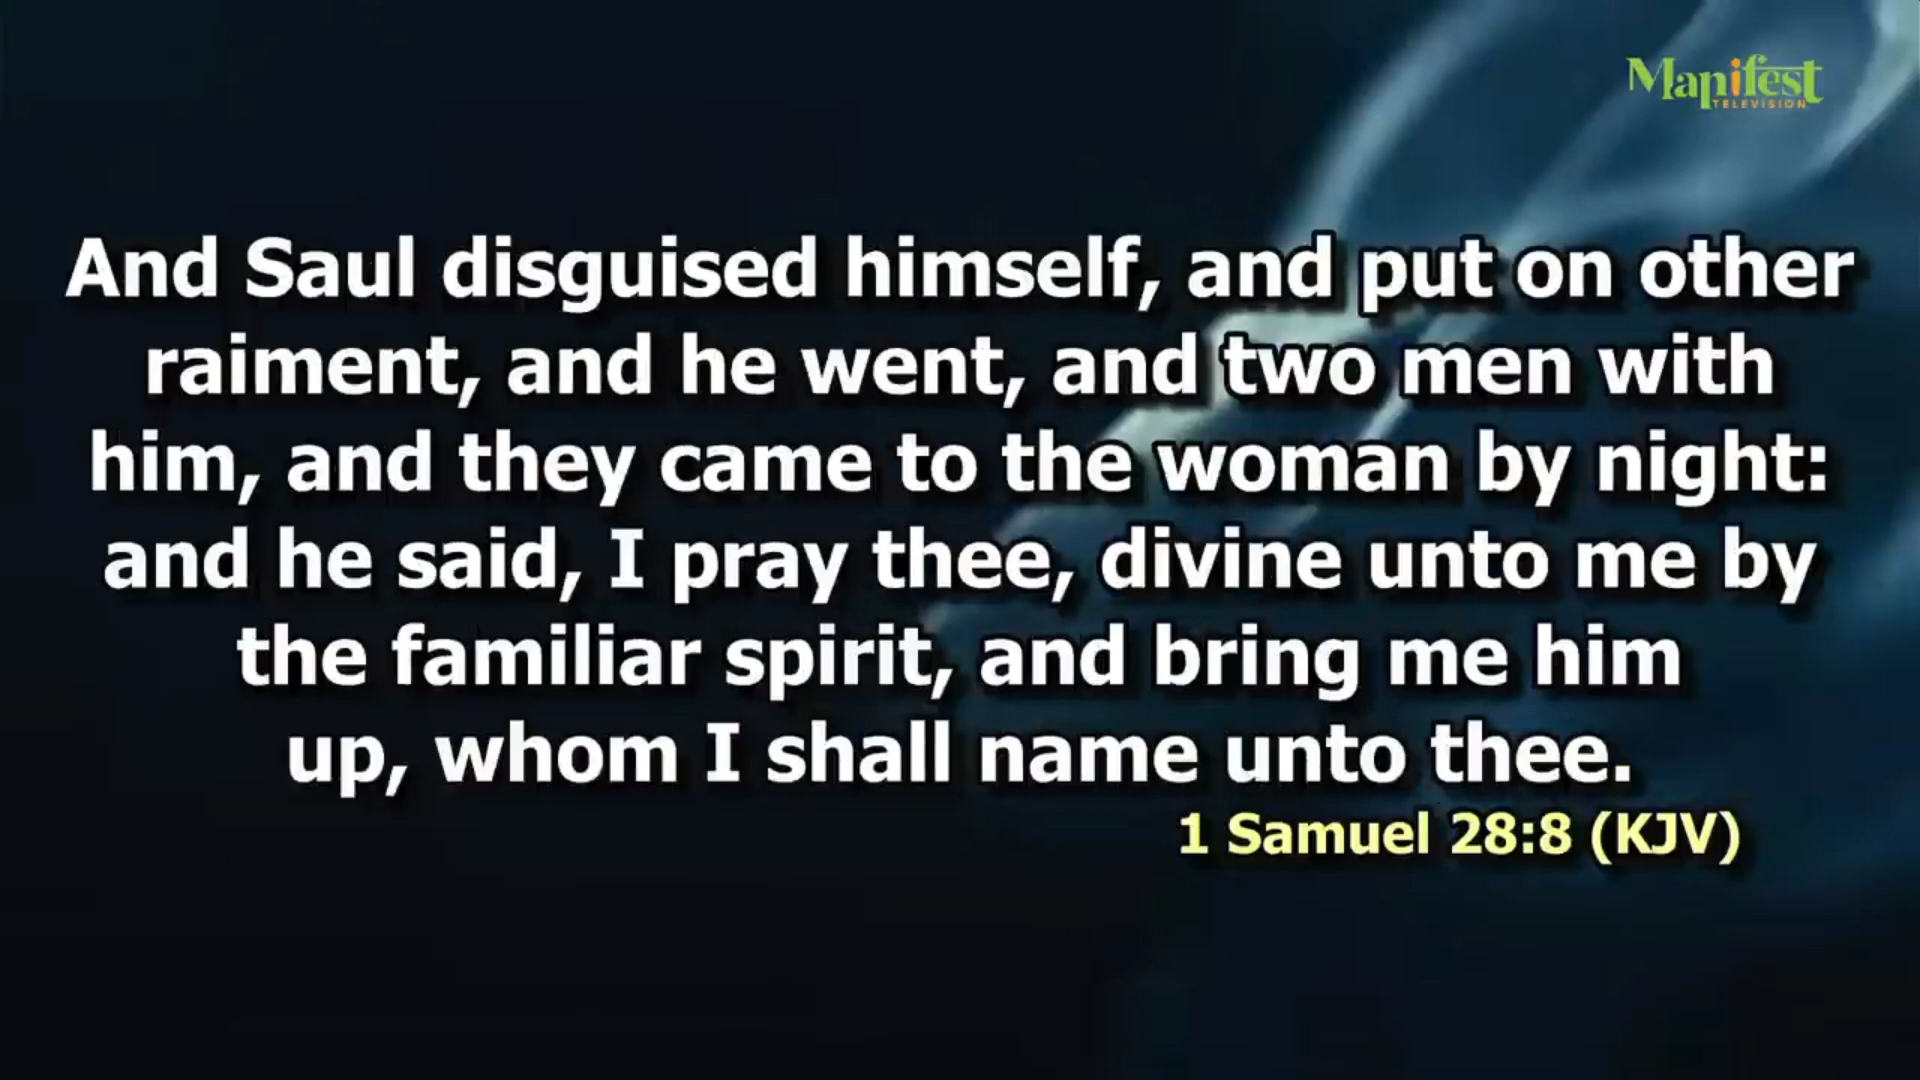 Manifest
TELEVISION
And Saul disguised himself, and put on other
raiment, and he went, and two men with
him, and they came to the woman by night:
and he said, I pray thee, divine unto me by
the familiar spirit, and bring me him
up, whom I shall name unto thee.
1 Samuel 28:8 (KJV)